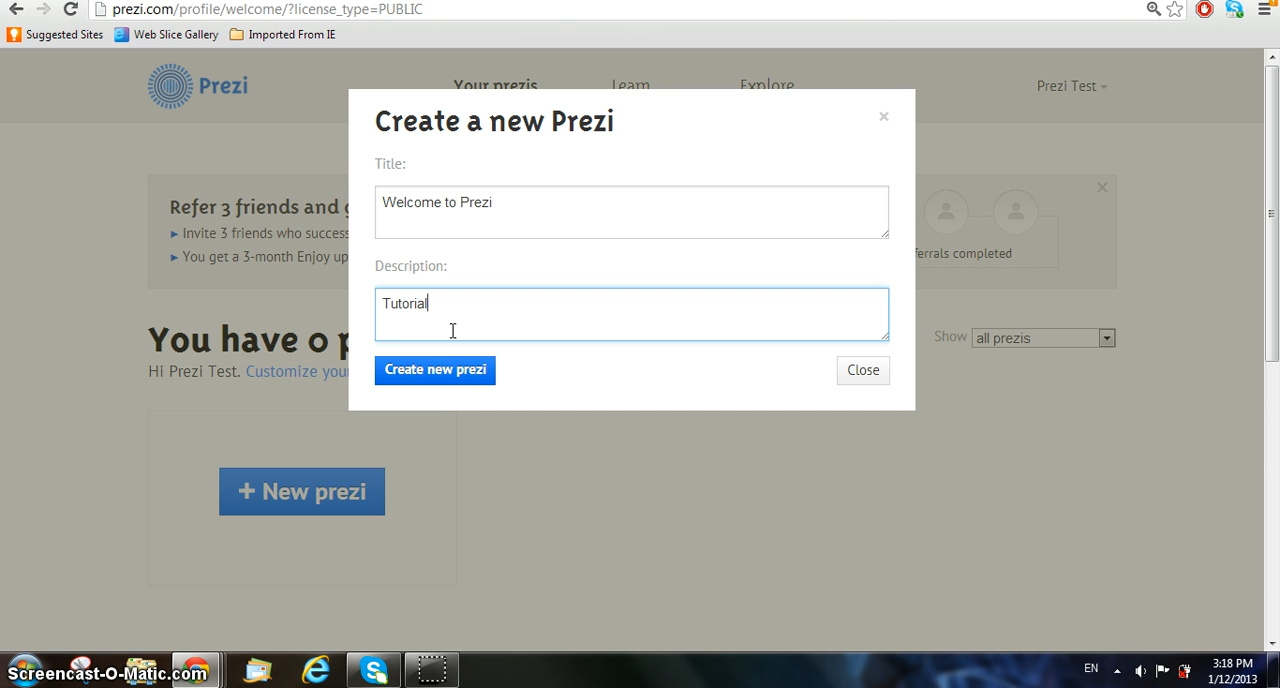 prezi.com/profile/welcome/?license_type=PUBLIC
Suggested Sites Web Slice Gallery Imported From IE
Prezi Your prezis Learn Explore Prezi Test
Create a new Prezi
×
Title:
Welcome to Prezi
Refer 3 friends and
Invite 3 friends who success
You get a 3-month Enjoy up
ferrals completed
Description:
Tutorial
You have 0 p
Show all prezis
Hi Prezi Test. Customize your
Create new prezi Close
+ New prezi
Screencast-O-Matic.com
EN
3:18 PM
1/12/2013